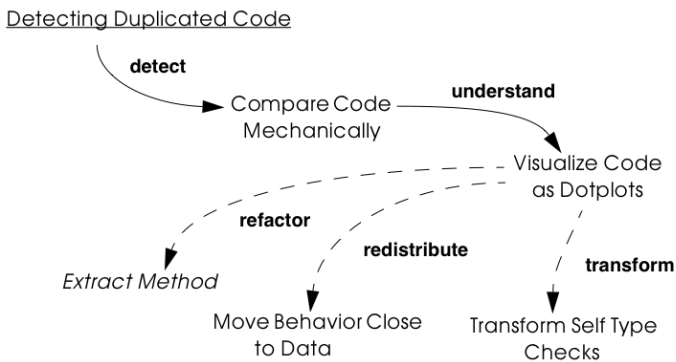 Detecting Duplicated Code
detect
understand
Compare Code
Mechanically
Visualize Code
as Dotplots
refactor
redistribute
transform
Extract Method
Move Behavior Close
to Data
Transform Self Type
Checks